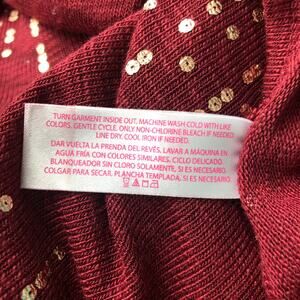 TURN GARMENT INSIDE OUT. MACHINE WASH COLD WITH LIKE
COLORS. GENTLE CYCLE. ONLY NON-CHLORINE BLEACH IF NEEDED.
LINE DRY. COOL IRON IF NEEDED.
DAR VUELTA LA PRENDA DEL REVÉS. LAVAR A MÁQUINA EN
AGUA FRÍA CON COLORES SIMILARES. CICLO DELICADO.
BLANQUEADOR SIN CLORO SOLAMENTE, SI ES NECESARIO.
COLGAR PARA SECAR. PLANCHA TEMPLADA, SI ES NECESARIO.